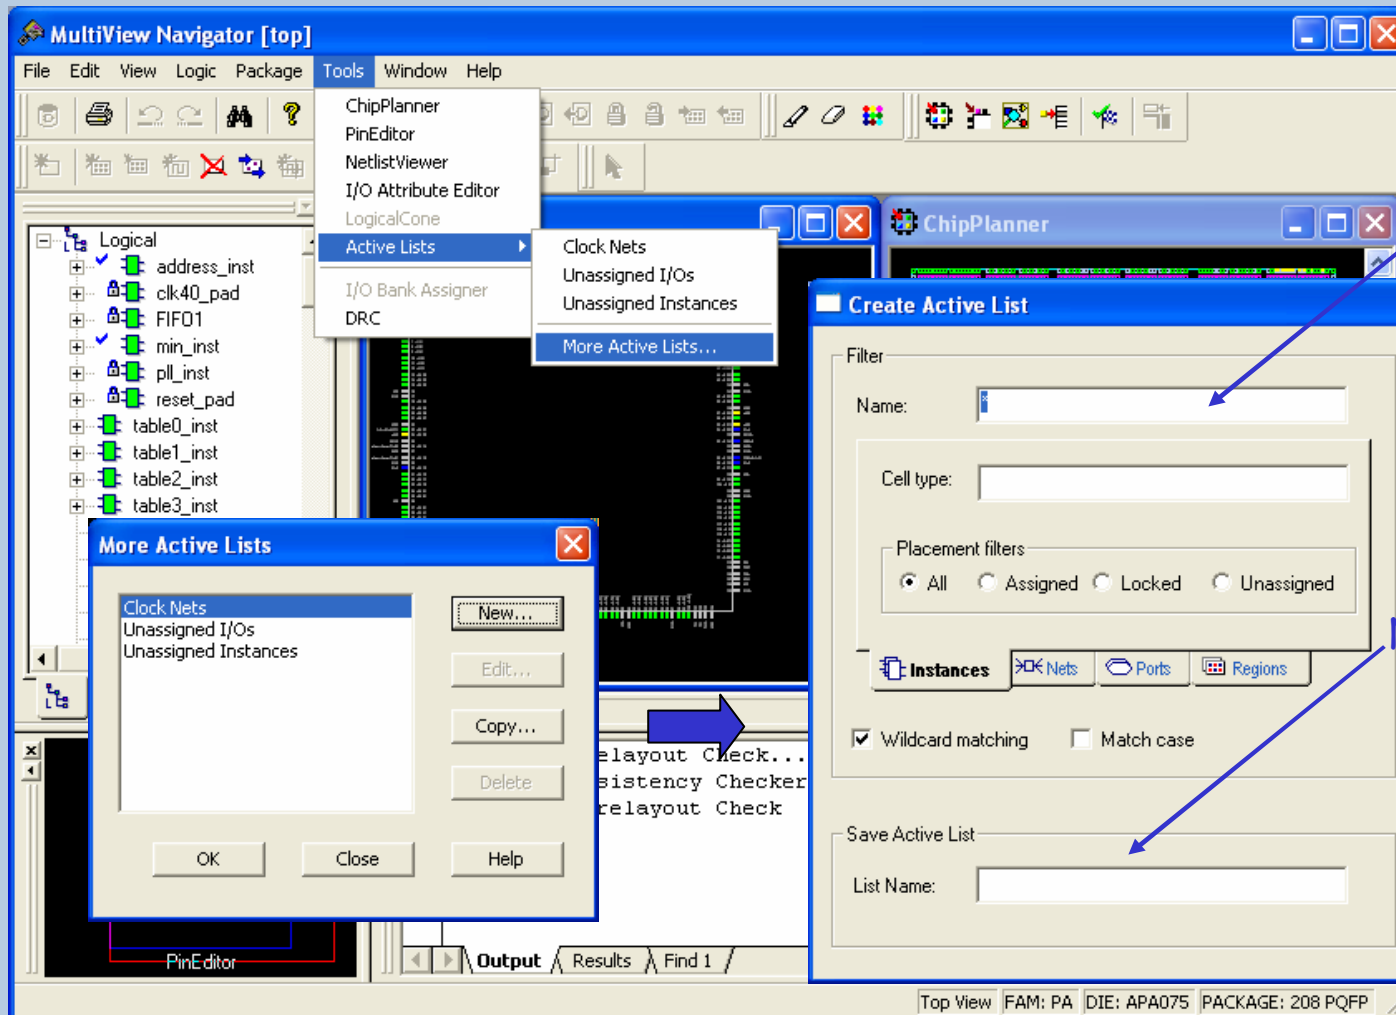 MultiView Navigator [top]
File Edit View Logic Package Tools Window Help
ChipPlanner
PinEditor
NetlistViewer
I/O Attribute Editor
LogicalCone
Active Lists
I/O Bank Assigner
DRC
Clock Nets
Unassigned I/Os
Unassigned Instances
More Active Lists...
Logical
address_inst
clk40_pad
FIFO1
min_inst
pll_inst
reset_pad
table0_inst
table1_inst
table2_inst
table3_inst
ChipPlanner
Create Active List
Filter
Name: *
Cell type:
Placement filters
All Assigned Locked Unassigned
Instances Nets Ports Regions
Wildcard matching Match case
Save Active List
List Name:
More Active Lists
Clock Nets
Unassigned I/Os
Unassigned Instances
New...
Edit...
Copy...
Delete
OK Close Help
elayout Check...
sistency Checker
relayout Check
PinEditor
Output Results Find 1
Top View FAM: PA DIE: APA075 PACKAGE: 208 PQFP